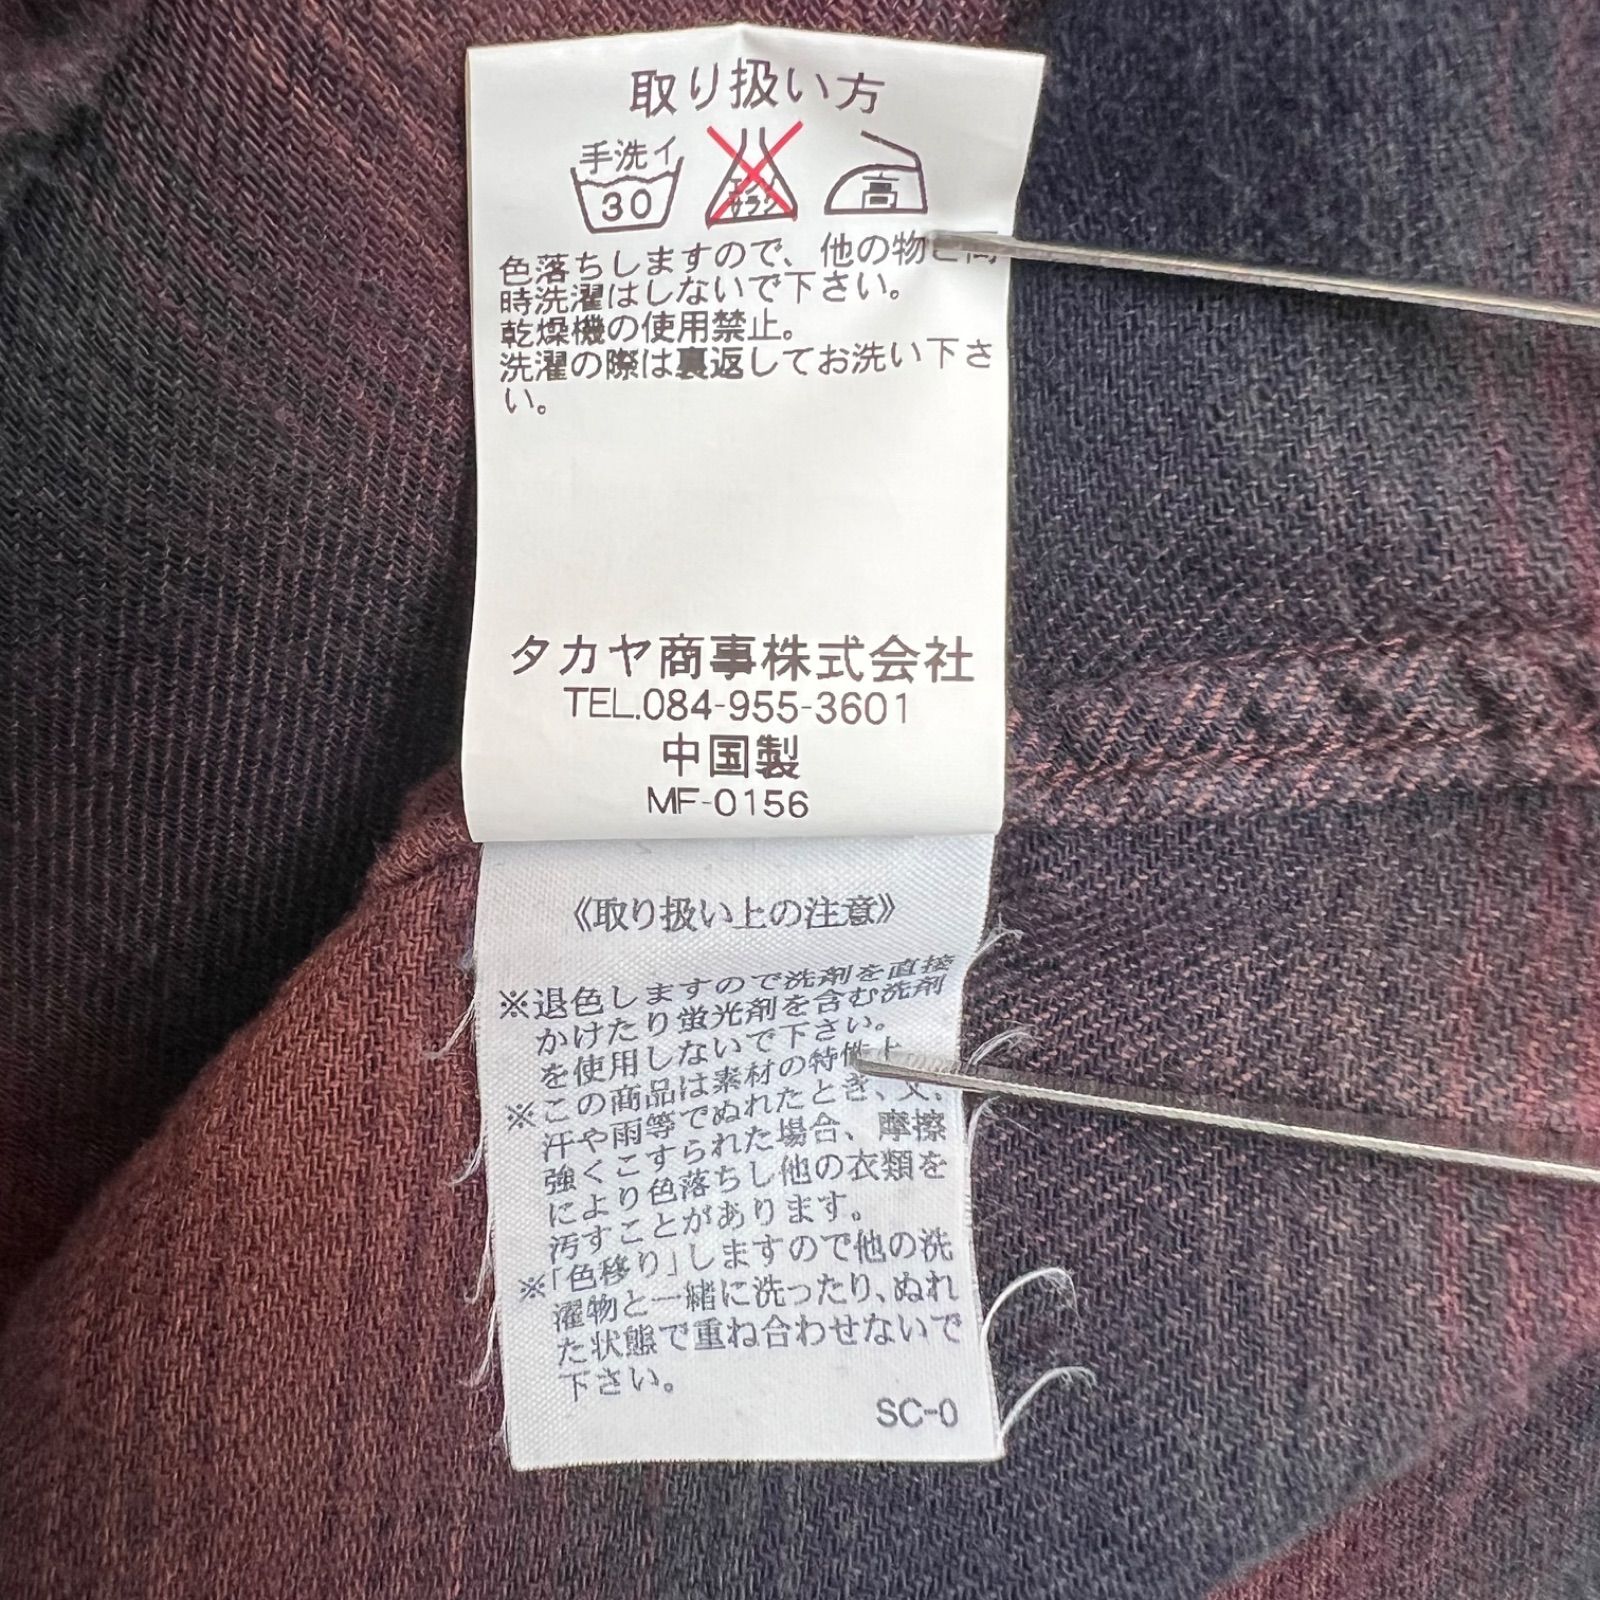 取り扱い方
手洗イ
30
エンソ
サラシ
高
色落ちしますので、他の物と同
時洗濯はしないで下さい。
乾燥機の使用禁止。
洗濯の際は裏返してお洗い下さ
い。
タカヤ商事株式会社
TEL.084-955-3601
中国製
MF-0156
《取り扱い上の注意》
※退色しますので洗剤を直接
かけたり蛍光剤を含む洗剤
を使用しないで下さい。
※この商品は素材の特性上、
汗や雨等でぬれたとき、又、
強くこすられた場合、摩擦
により色落ちし他の衣類を
汚すことがあります。
※「色移り」しますので他の洗
濯物と一緒に洗ったり、ぬれ
た状態で重ね合わせないで
下さい。
SC-0